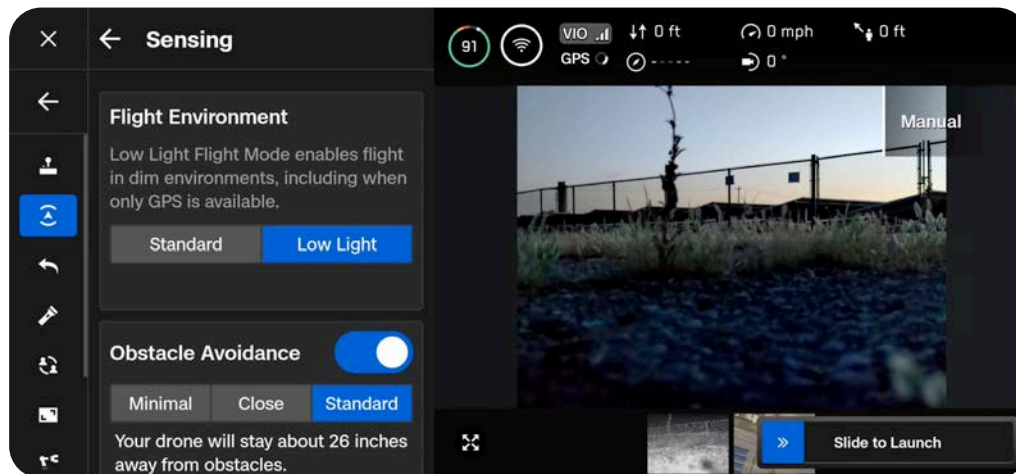 Sensing
Flight Environment
Low Light Flight Mode enables flight
in dim environments, including when
only GPS is available.
Standard Low Light
Obstacle Avoidance
Minimal Close Standard
Your drone will stay about 26 inches
away from obstacles.
91
VIO 0 ft 0 mph 0 ft
GPS ----- 0 °
Manual
Slide to Launch